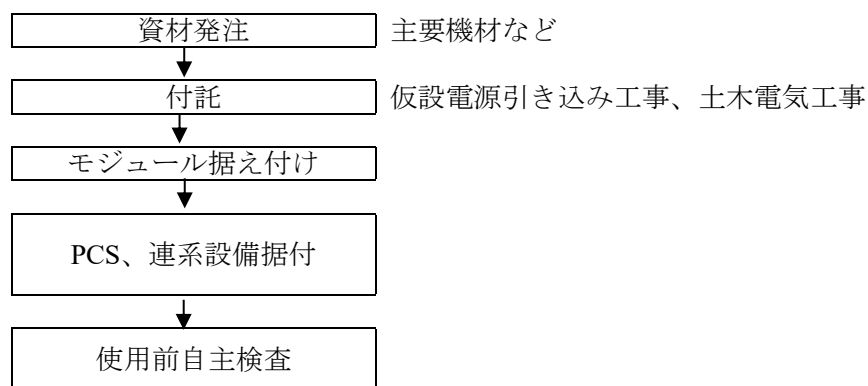 資材発注 主要機材など
付託 仮設電源引き込み工事、土木電気工事
モジュール据え付け
PCS、連系設備据付
使用前自主検査